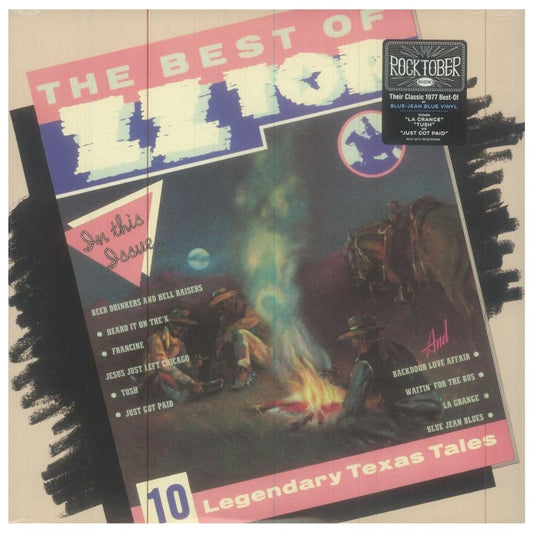 THE BEST OF
ZZ TOP
ROCKTOBER
RHINO
Their Classic 1977 Best-Of
on
BLUE-JEAN BLUE VINYL
Includes
"LA GRANGE"
"TUSH"
"JUST GOT PAID"
In this
Issue...
BEER DRINKERS AND HELL RAISERS
• HEARD IT ON THE X
• FRANCINE
JESUS JUST LEFT CHICAGO
• TUSH
• JUST GOT PAID
And
BACKDOOR LOVE AFFAIR •
WAITIN' FOR THE BUS •
LA GRANGE •
BLUE JEAN BLUES •
10 Legendary Texas Tales